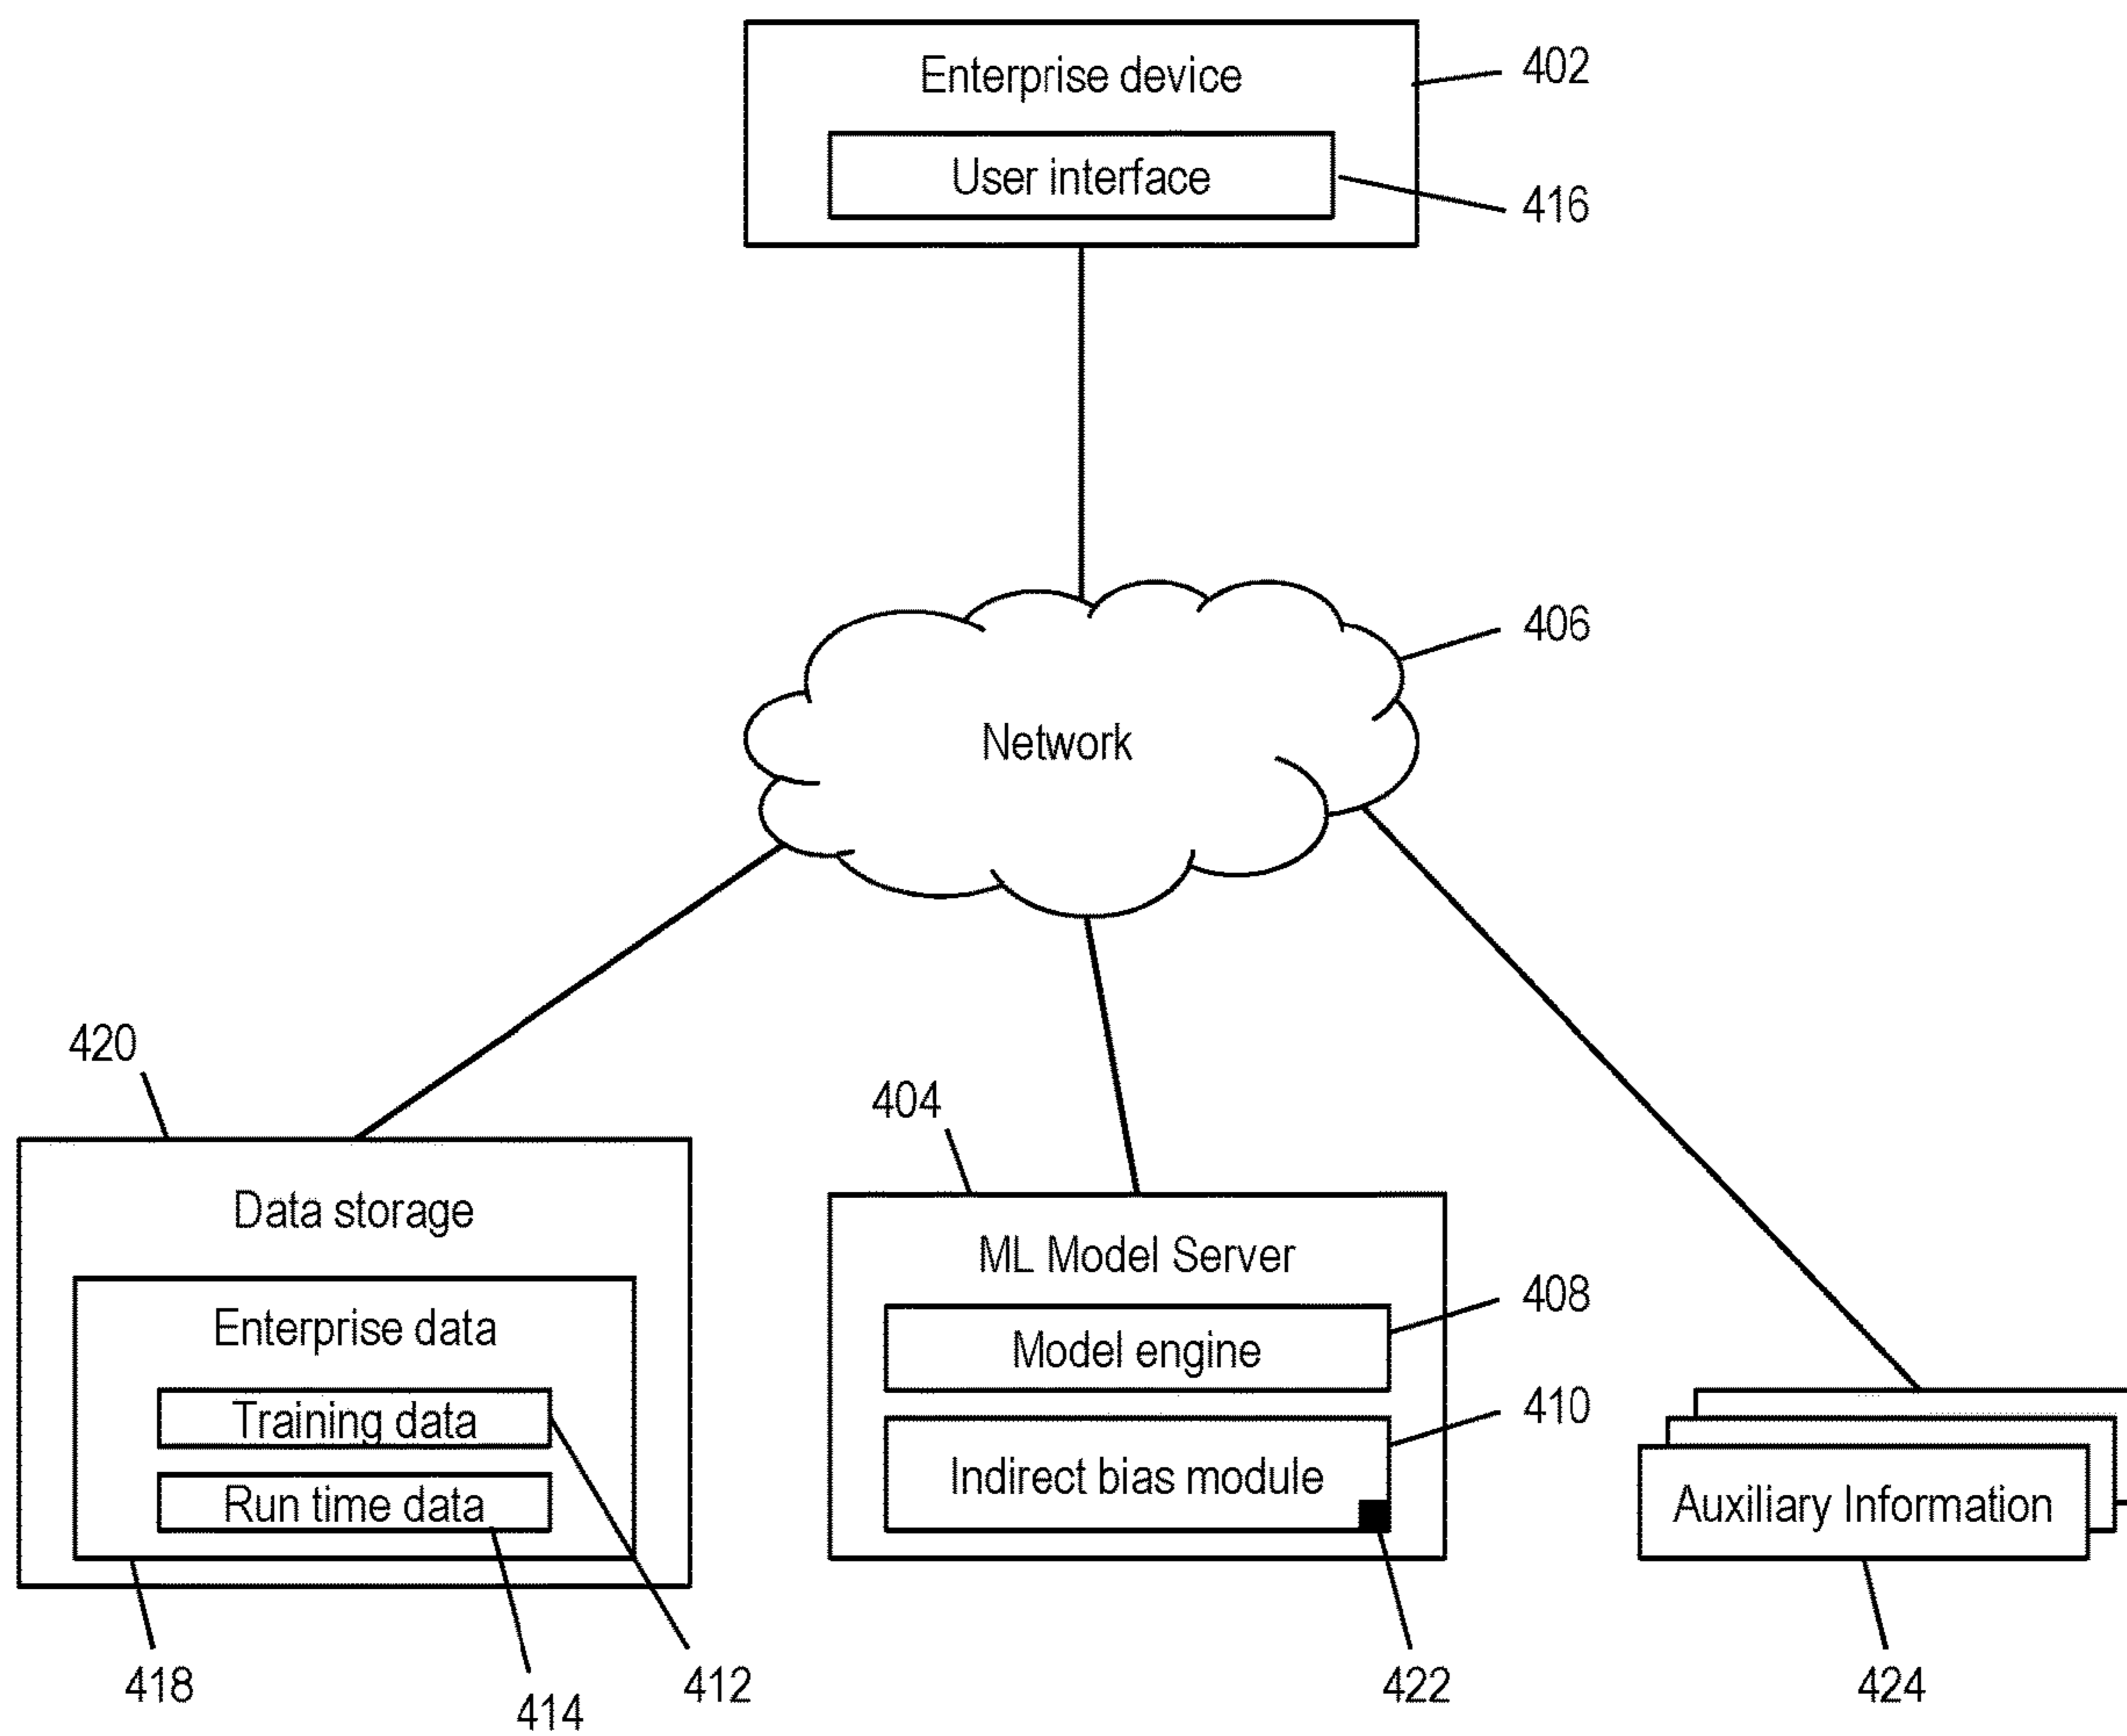 Enterprise device
402
User interface
416
406
Network
420
404
Data storage
ML Model Server
Enterprise data
408
Model engine
Training data
410
Indirect bias module
Run time data
Auxiliary Information
418
414
412
422
424